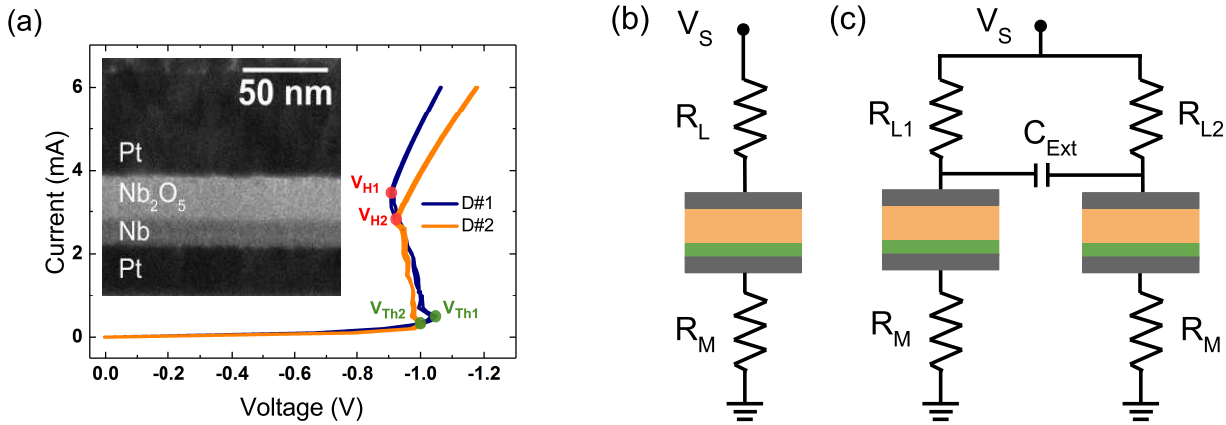 (a)
50 nm
Pt
Nb2O5
Nb
Pt
VH1
VH2
D#1
D#2
VTh2
VTh1
6
4
2
0
Current (mA)
0.0 -0.2 -0.4 -0.6 -0.8 -1.0 -1.2
Voltage (V)
(b)
VS
RL
RM
(c)
VS
RL1
CExt
RL2
RM
RM